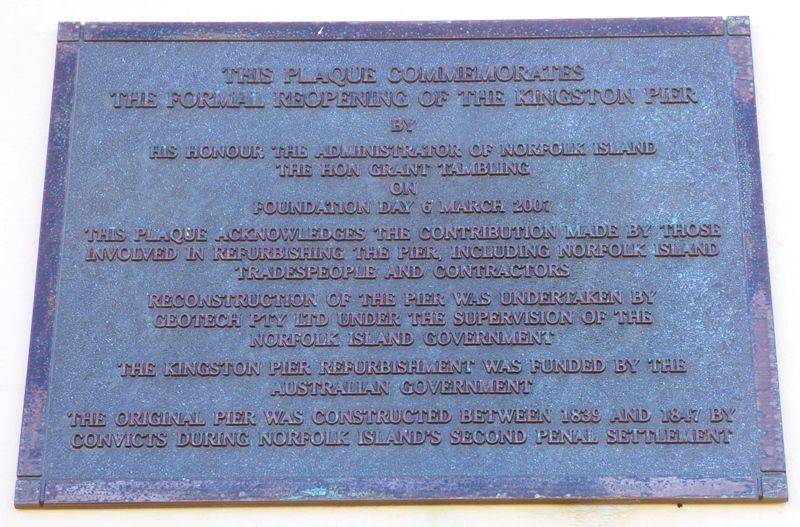 THIS PLAQUE COMMEMORATES
THE FORMAL REOPENING OF THE KINGSTON PIER
BY
HIS HONOUR THE ADMINISTRATOR OF NORFOLK ISLAND
THE HON GRANT TAMBLING
ON
FOUNDATION DAY 6 MARCH 2007
THIS PLAQUE ACKNOWLEDGES THE CONTRIBUTION MADE BY THOSE
INVOLVED IN REFURBISHING THE PIER, INCLUDING NORFOLK ISLAND
TRADESPEOPLE AND CONTRACTORS
RECONSTRUCTION OF THE PIER WAS UNDERTAKEN BY
GEOTECH PTY LTD UNDER THE SUPERVISION OF THE
NORFOLK ISLAND GOVERNMENT
THE KINGSTON PIER REFURBISHMENT WAS FUNDED BY THE
AUSTRALIAN GOVERNMENT
THE ORIGINAL PIER WAS CONSTRUCTED BETWEEN 1839 AND 1847 BY
CONVICTS DURING NORFOLK ISLAND'S SECOND PENAL SETTLEMENT